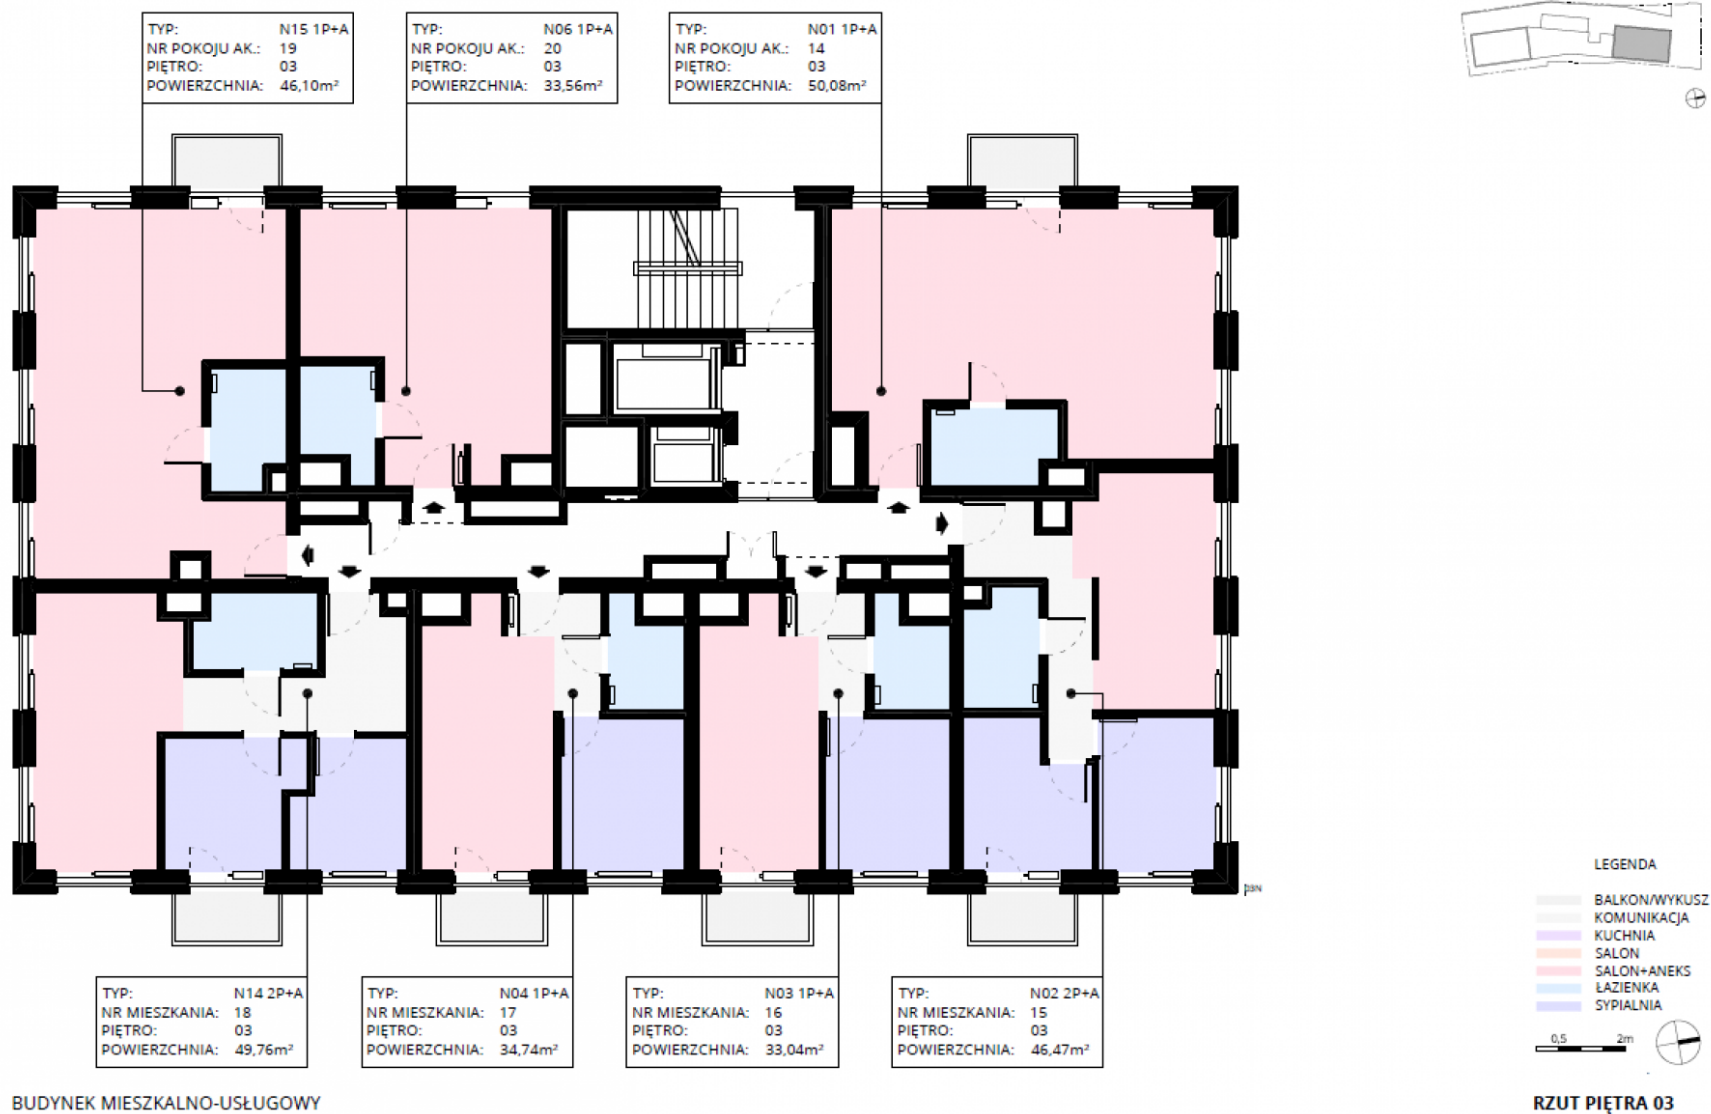 TYP: N15 1P+A
NR POKOJU AK.: 19
PIĘTRO: 03
POWIERZCHNIA: 46,10m²
TYP: N06 1P+A
NR POKOJU AK.: 20
PIĘTRO: 03
POWIERZCHNIA: 33,56m²
TYP: N01 1P+A
NR POKOJU AK.: 14
PIĘTRO: 03
POWIERZCHNIA: 50,08m²
TYP: N14 2P+A
NR MIESZKANIA: 18
PIĘTRO: 03
POWIERZCHNIA: 49,76m²
TYP: N04 1P+A
NR MIESZKANIA: 17
PIĘTRO: 03
POWIERZCHNIA: 34,74m²
TYP: N03 1P+A
NR MIESZKANIA: 16
PIĘTRO: 03
POWIERZCHNIA: 33,04m²
TYP: N02 2P+A
NR MIESZKANIA: 15
PIĘTRO: 03
POWIERZCHNIA: 46,47m²
LEGENDA
BALKON/WYKUSZ
KOMUNIKACJA
KUCHNIA
SALON
SALON+ANEKS
ŁAZIENKA
SYPIALNIA
0,5 2m
BUDYNEK MIESZKALNO-USŁUGOWY
RZUT PIĘTRA 03